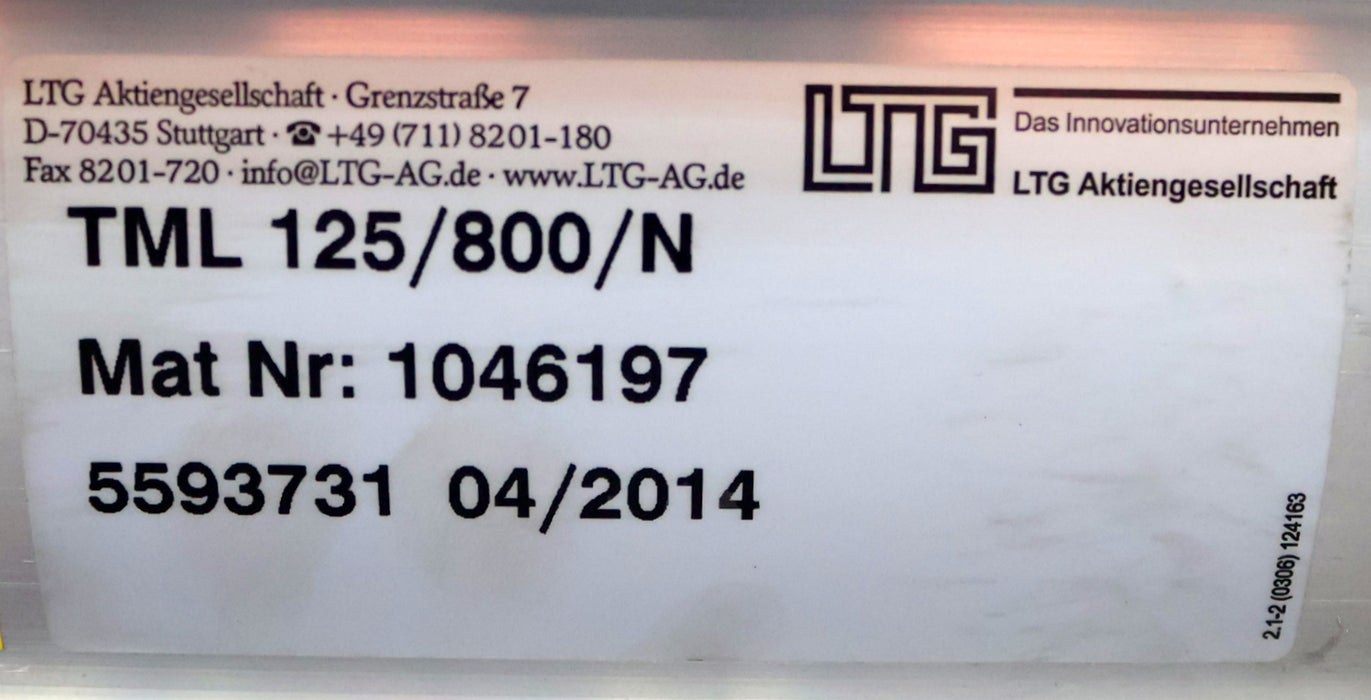 LTG Aktiengesellschaft · Grenzstraße 7
D-70435 Stuttgart · ☎ +49 (711) 8201-180
Fax 8201-720 · info@LTG-AG.de · www.LTG-AG.de
LTG
Das Innovationsunternehmen
LTG Aktiengesellschaft
TML 125/800/N
Mat Nr: 1046197
5593731 04/2014
2.1-2 (0306) 124163